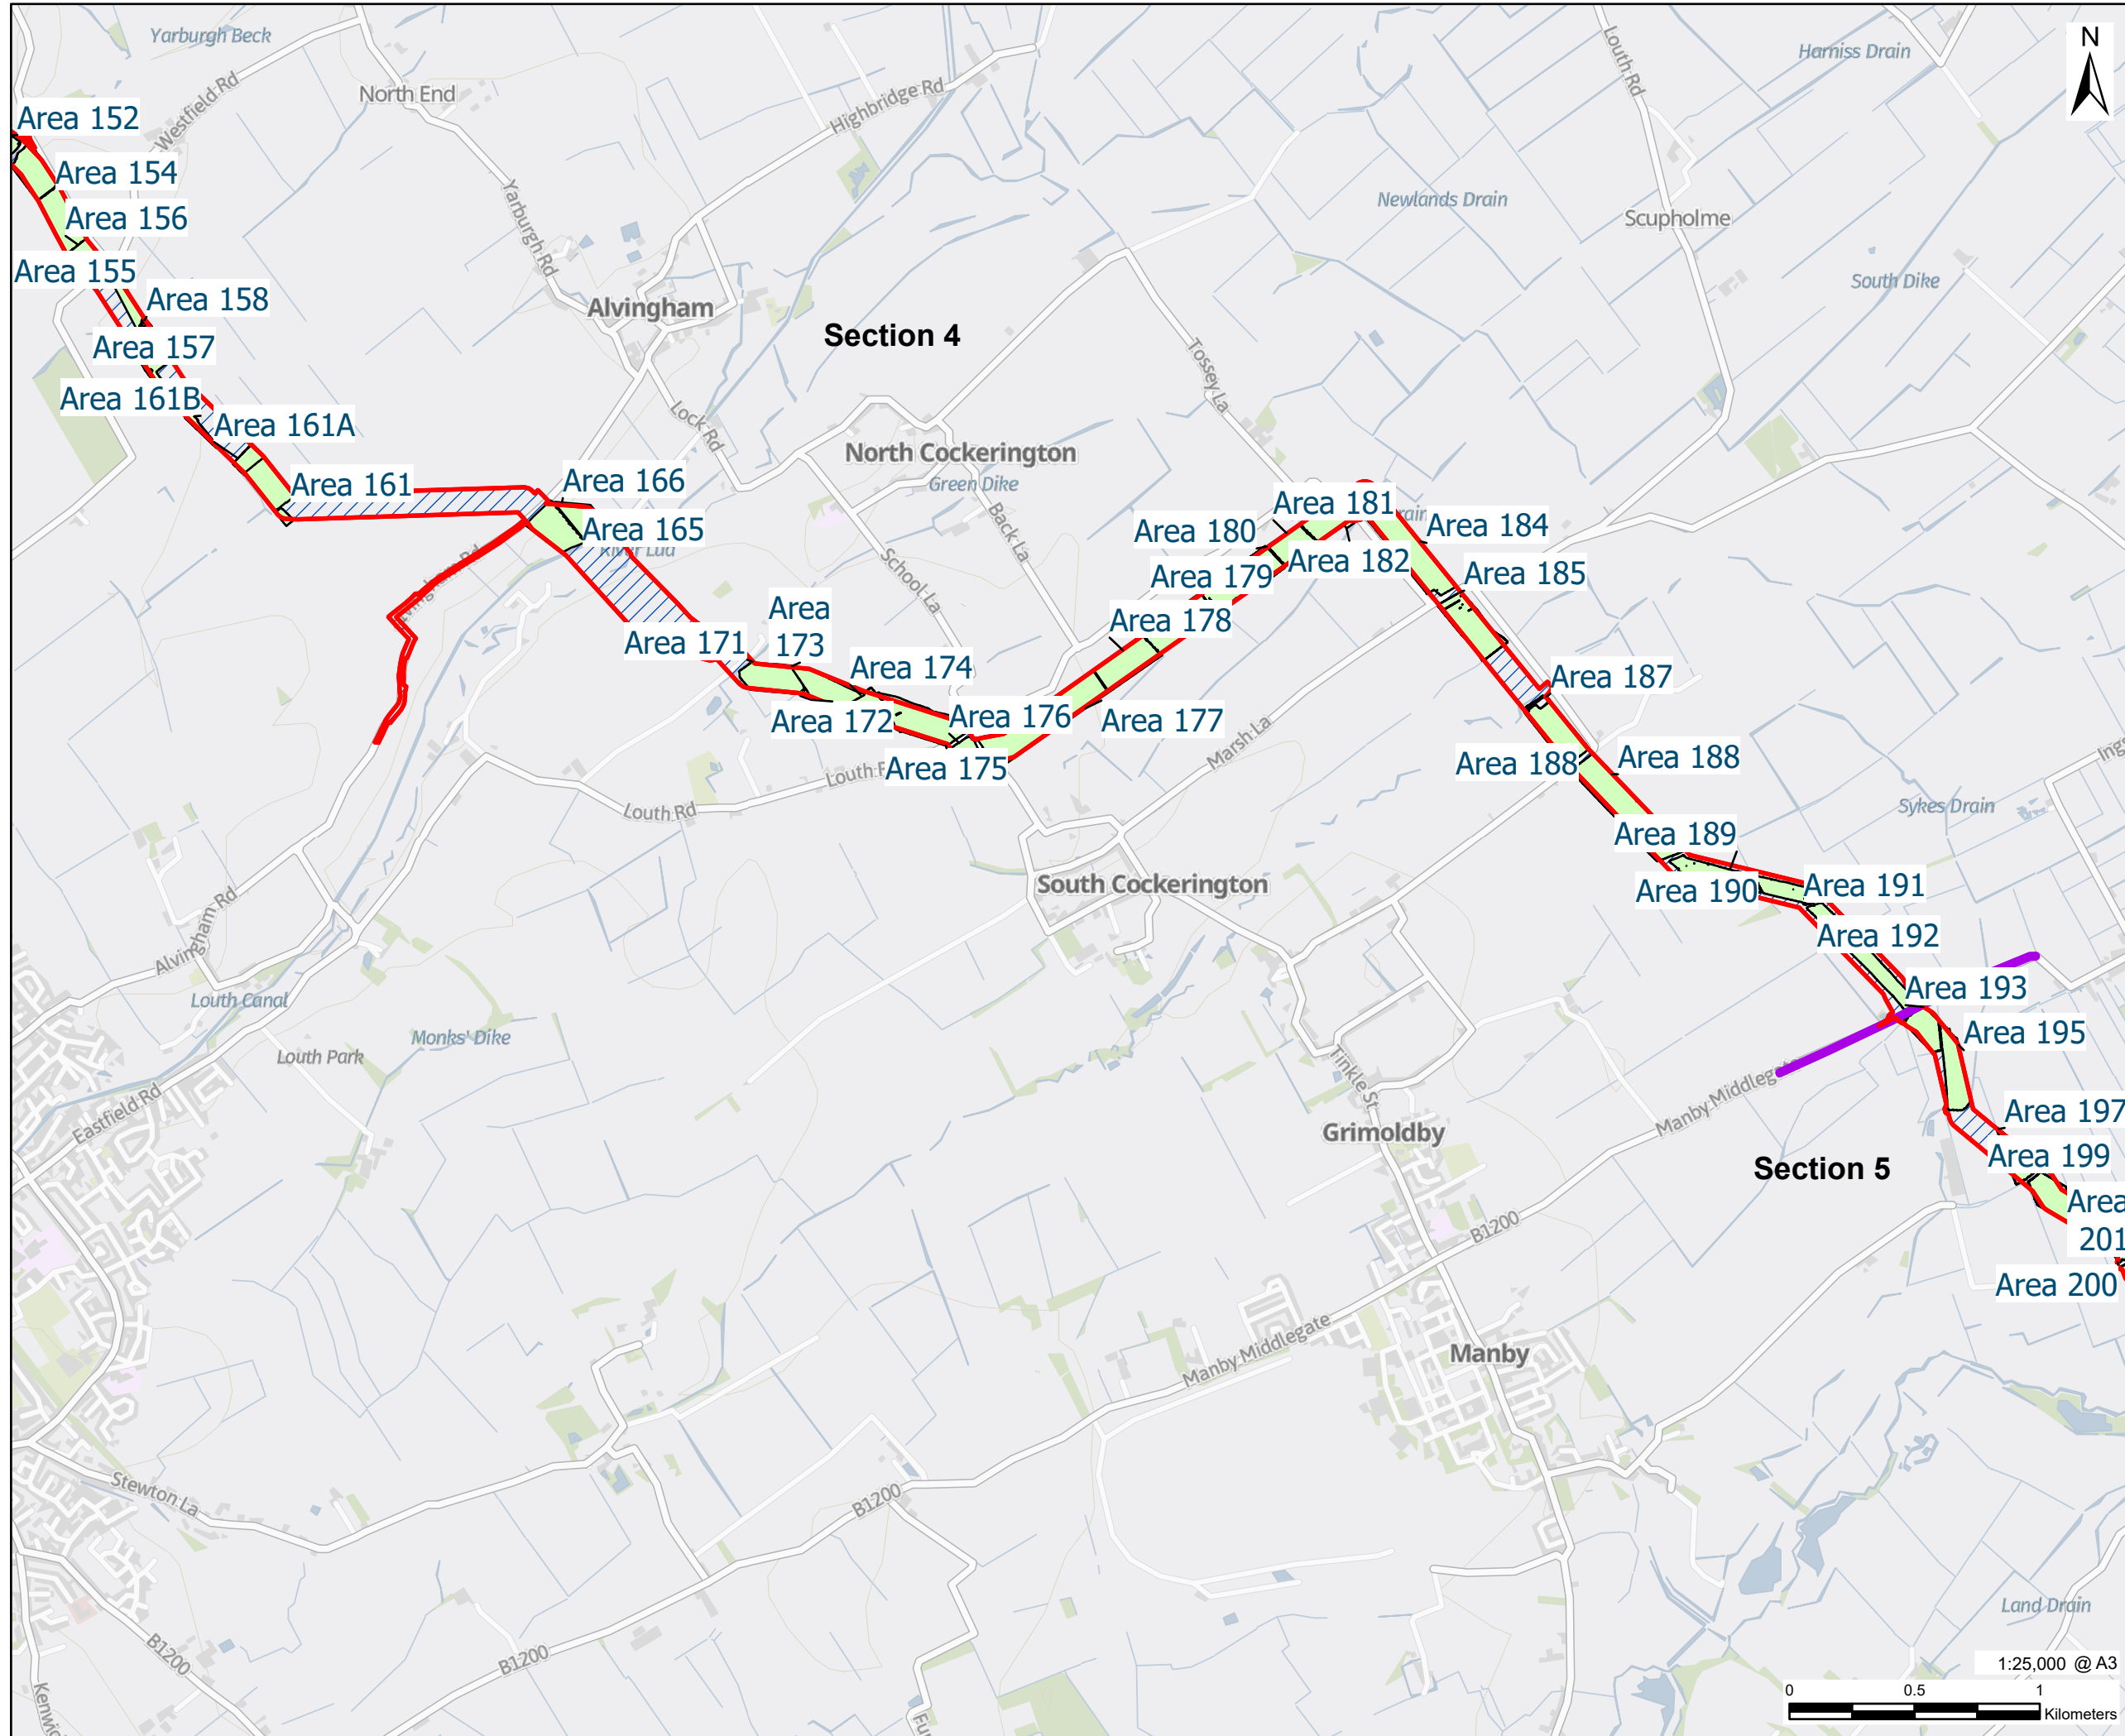 Yarburgh Beck
Westfield Rd
North End
Highbridge Rd
Louth Rd
Harniss Drain
N
Area 152
Area 154
Area 156
Area 155
Area 158
Area 157
Area 161B
Area 161A
Area 161
Yarburgh Rd
Alvingham
Section 4
Newlands Drain
Scupholme
South Dike
Tossey La
Lock Rd
North Cockerington
Green Dike
Back La
School La
Area 166
Area 165
Area 171
Area
173
Area 174
Area 172
Area 176
Area 175
Area 177
Area 178
Area 179
Area 180
Area 181
Area 182
Area 184
Area 185
Area 187
Area 188
Area 188
Area 189
Area 190
Area 191
Area 192
Area 193
Area 195
Area 197
Area 199
Area
201
Area 200
Marsh La
Louth Rd
Sykes Drain
South Cockerington
Alvingham Rd
Louth Canal
Monks' Dike
Louth Park
Eastfield Rd
Tinkle St
Grimoldby
Section 5
B1200
Manby Middlegate
Manby
Stewton La
B1200
B1200
B1200
Land Drain
1:25,000 @ A3
0 0.5 1
Kilometers